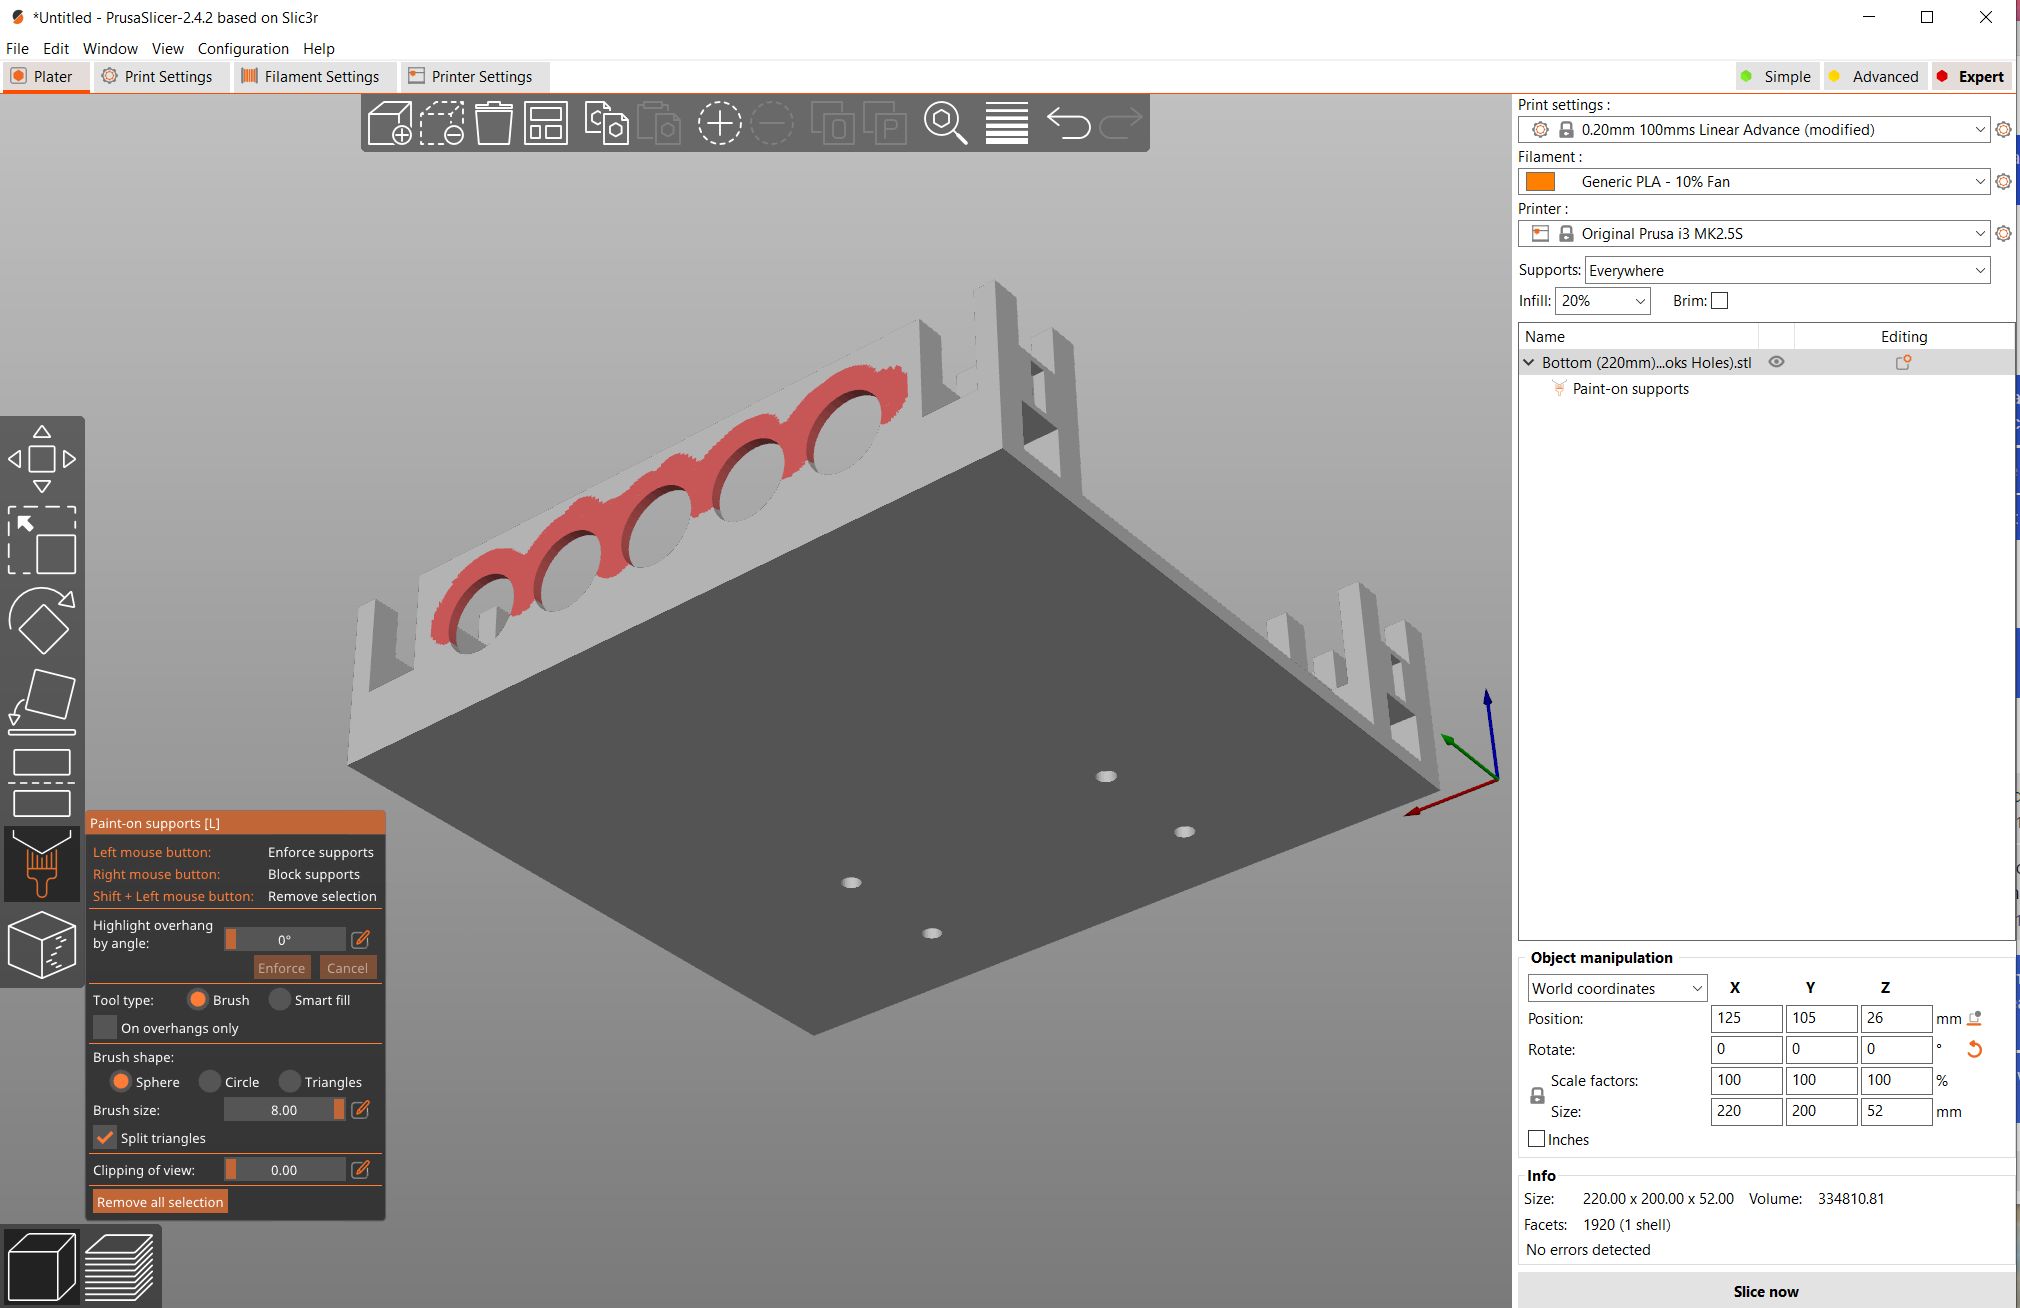 *Untitled - PrusaSlicer-2.4.2 based on Slic3r
File Edit Window View Configuration Help
Plater Print Settings Filament Settings Printer Settings Simple Advanced Expert
Print settings :
0.20mm 100mms Linear Advance (modified)
Filament :
Generic PLA - 10% Fan
Printer :
Original Prusa i3 MK2.5S
Supports: Everywhere
Infill: 20% Brim:
Name Editing
Bottom (220mm)...oks Holes).stl
Paint-on supports
Paint-on supports [L]
Left mouse button: Enforce supports
Right mouse button: Block supports
Shift + Left mouse button: Remove selection
Highlight overhang
by angle: 0°
Enforce Cancel
Tool type: Brush Smart fill
On overhangs only
Brush shape:
Sphere Circle Triangles
Brush size: 8.00
Split triangles
Clipping of view: 0.00
Remove all selection
Object manipulation
World coordinates X Y Z
Position: 125 105 26 mm
Rotate: 0 0 0 °
Scale factors: 100 100 100 %
Size: 220 200 52 mm
Inches
Info
Size: 220.00 x 200.00 x 52.00 Volume: 334810.81
Facets: 1920 (1 shell)
No errors detected
Slice now